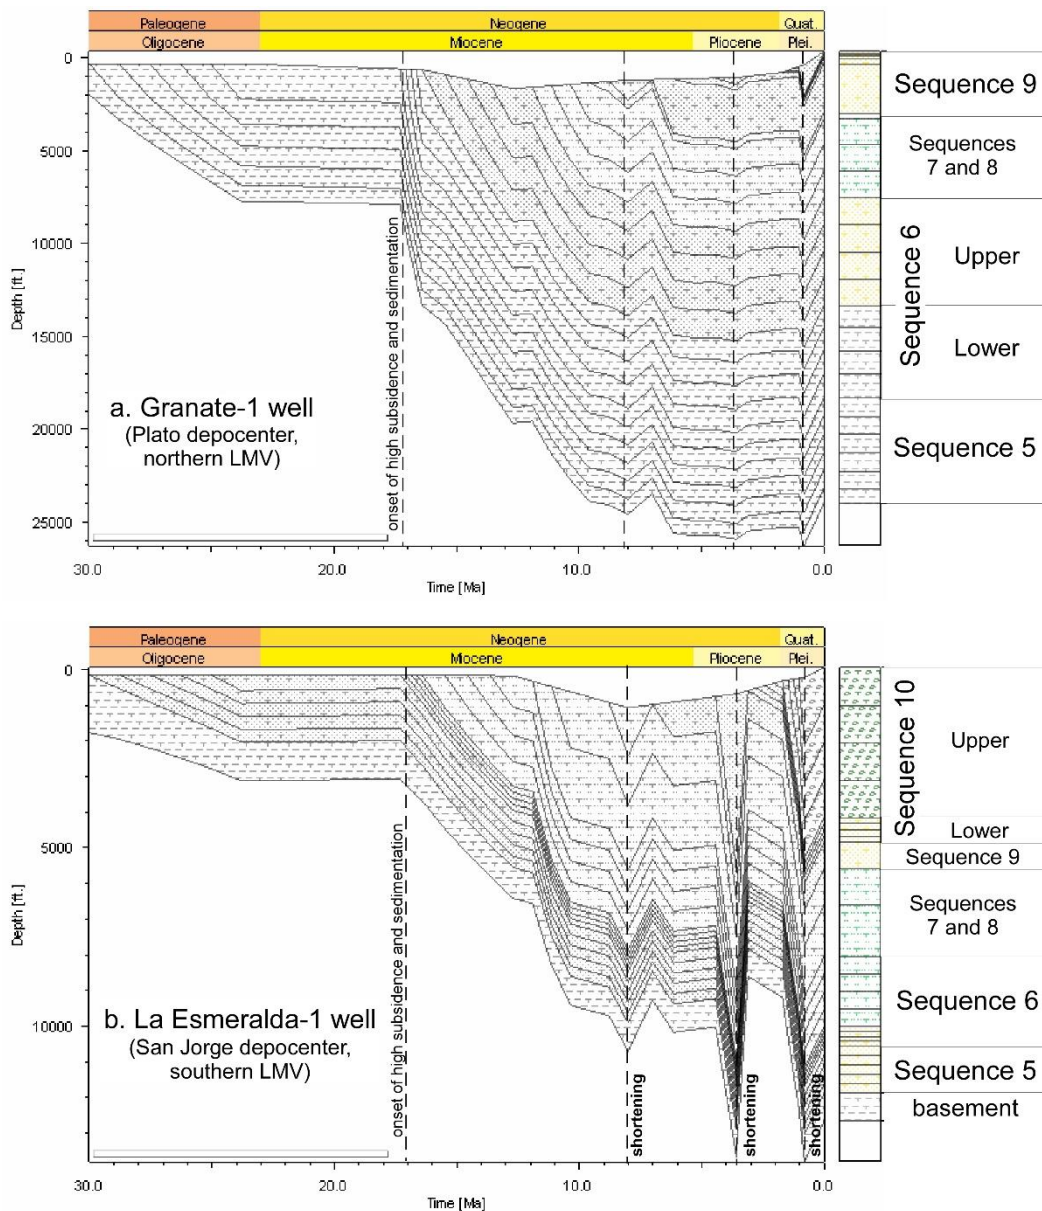 Paleogene Neogene Quat.
Oligocene Miocene Pliocene Plei.
0
5000
10000
15000
20000
25000
Depth [ft.]
onset of high subsidence and sedimentation
a. Granate-1 well
(Plato depocenter,
northern LMV)
30.0 20.0 10.0 0.0
Time [Ma]
Sequence 9
Sequences
7 and 8
Sequence 6
Upper
Lower
Sequence 5
Paleogene Neogene Quat.
Oligocene Miocene Pliocene Plei.
0
5000
10000
Depth [ft.]
onset of high subsidence and sedimentation
b. La Esmeralda-1 well
(San Jorge depocenter,
southern LMV)
shortening
shortening
shortening
30.0 20.0 10.0 0.0
Time [Ma]
Sequence 10
Upper
Lower
Sequence 9
Sequences
7 and 8
Sequence 6
Sequence 5
basement